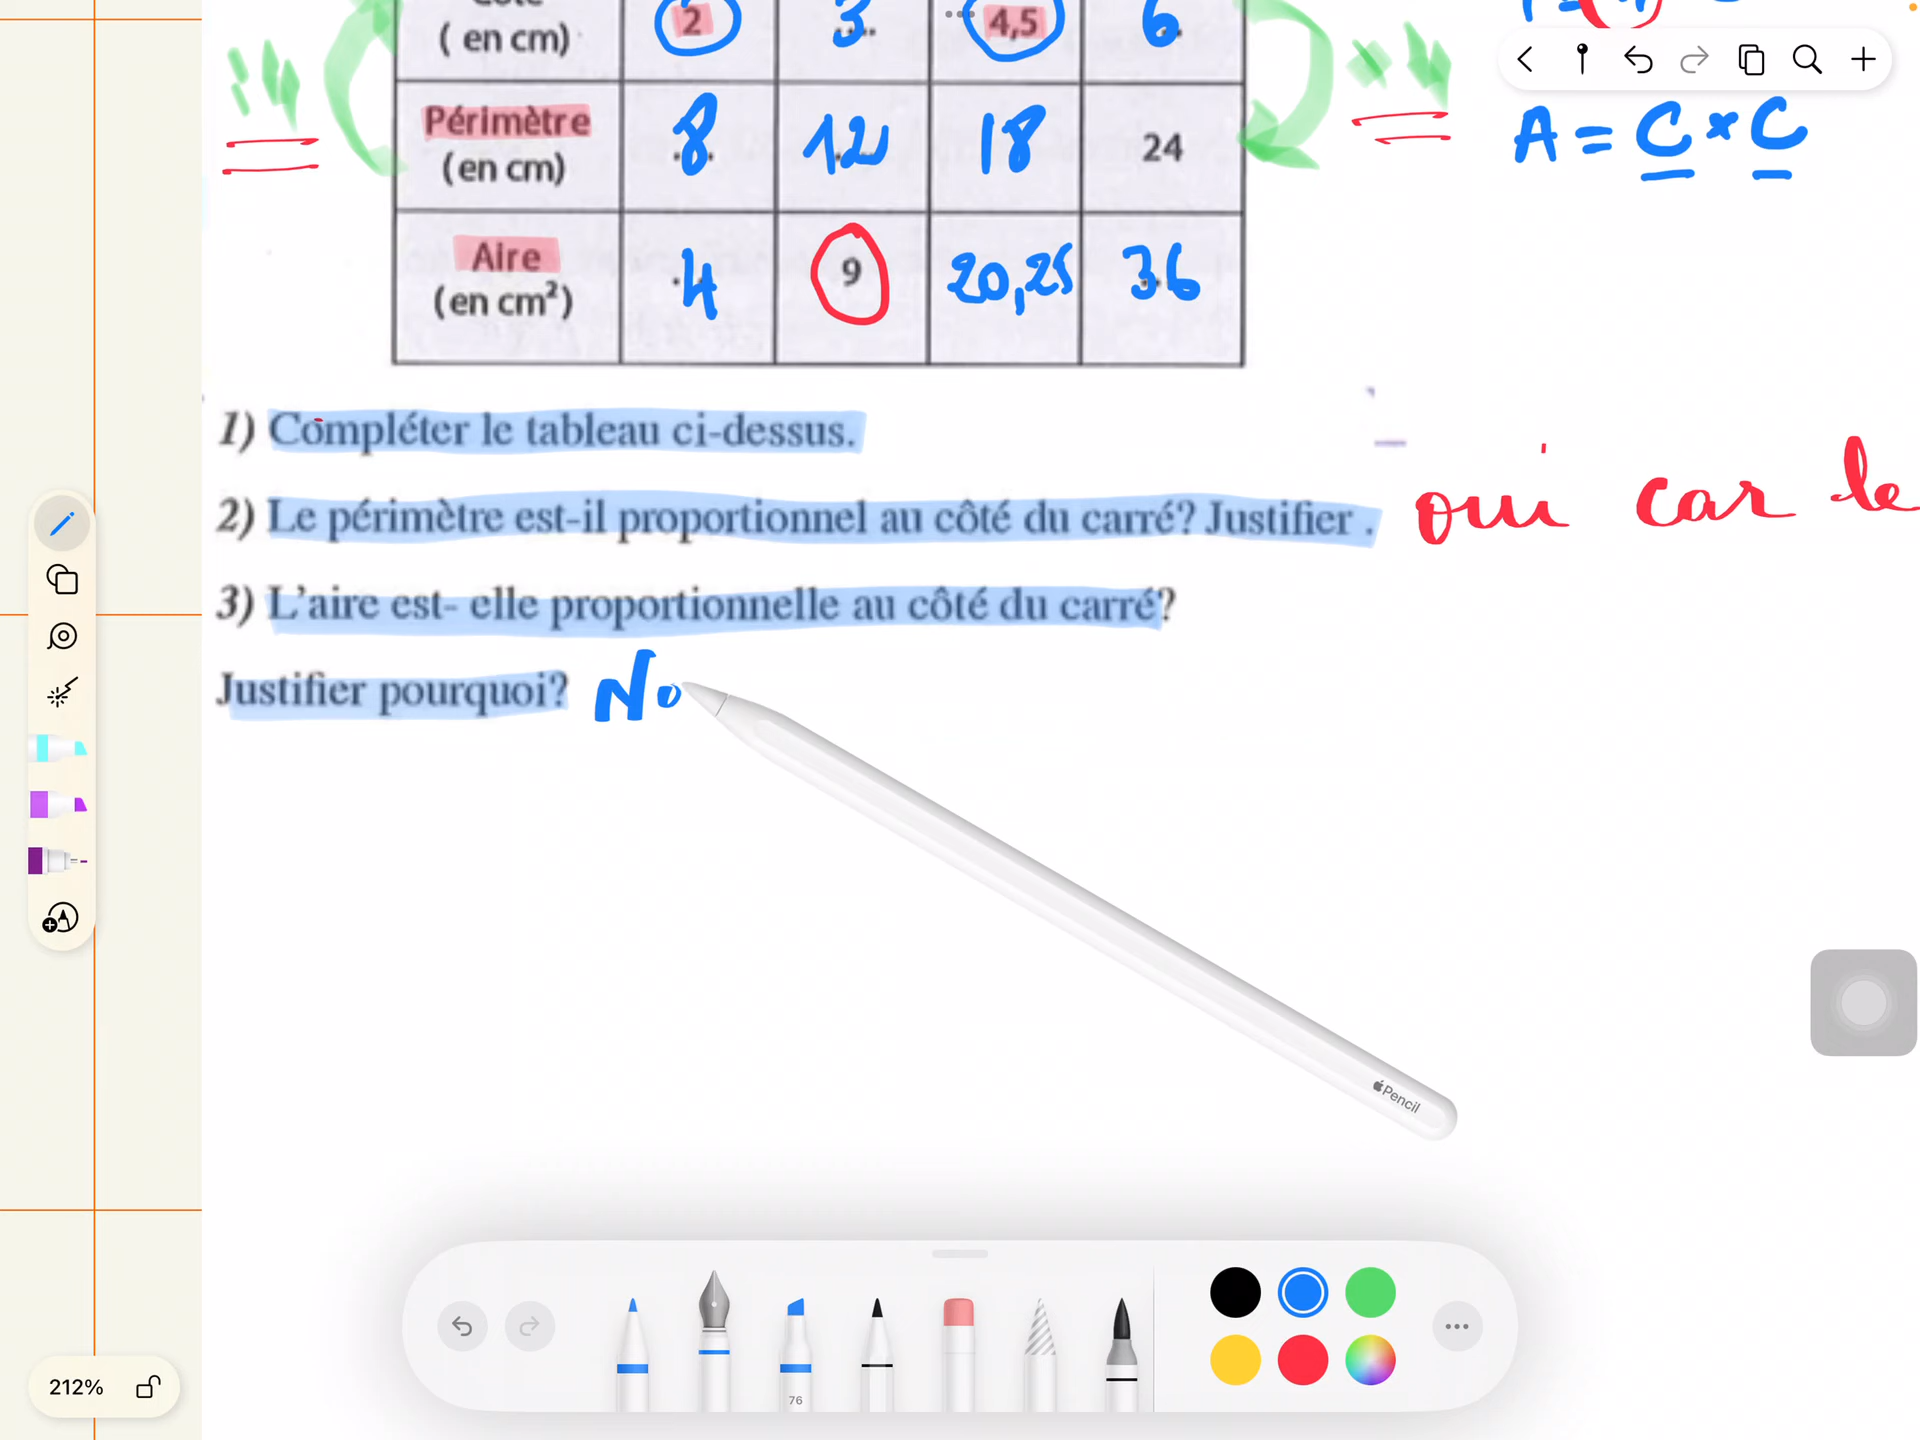 ( en cm) 2 3 4,5 6
A = C × C
Périmètre
(en cm) 8 12 18 24
Aire
(en cm²) 4 9 20,25 36
1) Compléter le tableau ci-dessus.
2) Le périmètre est-il proportionnel au côté du carré? Justifier . oui car le
3) L'aire est- elle proportionnelle au côté du carré?
Justifier pourquoi? No
Pencil
76
212%